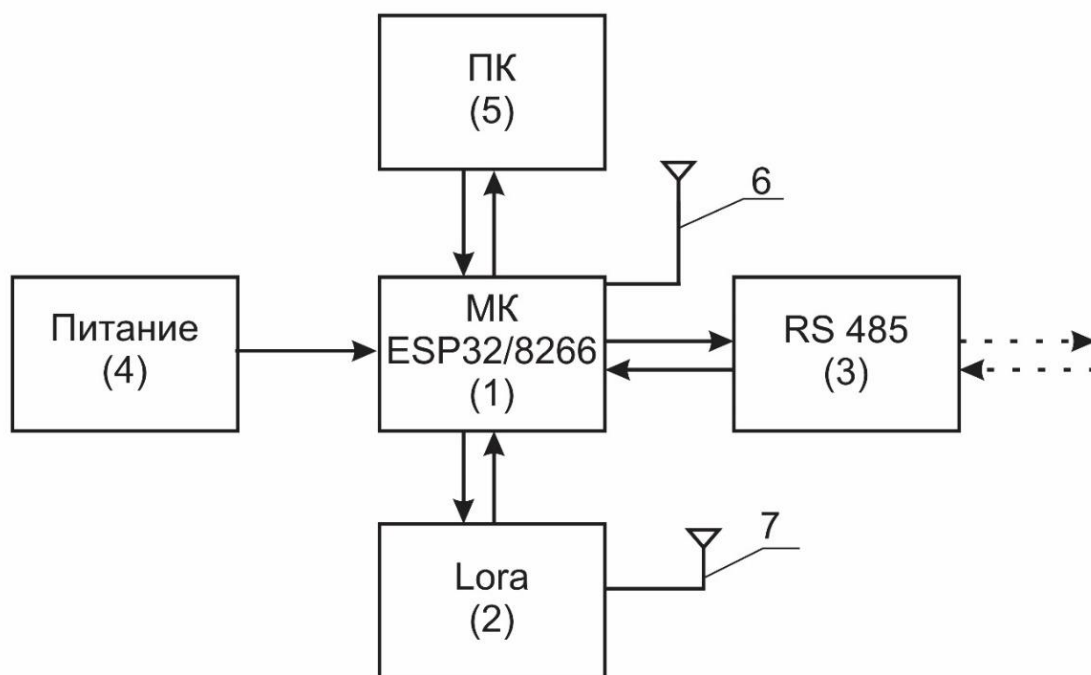 ПК
(5)
6
Питание
(4)
МК
ESP32/8266
(1)
RS 485
(3)
Lora
(2)
7